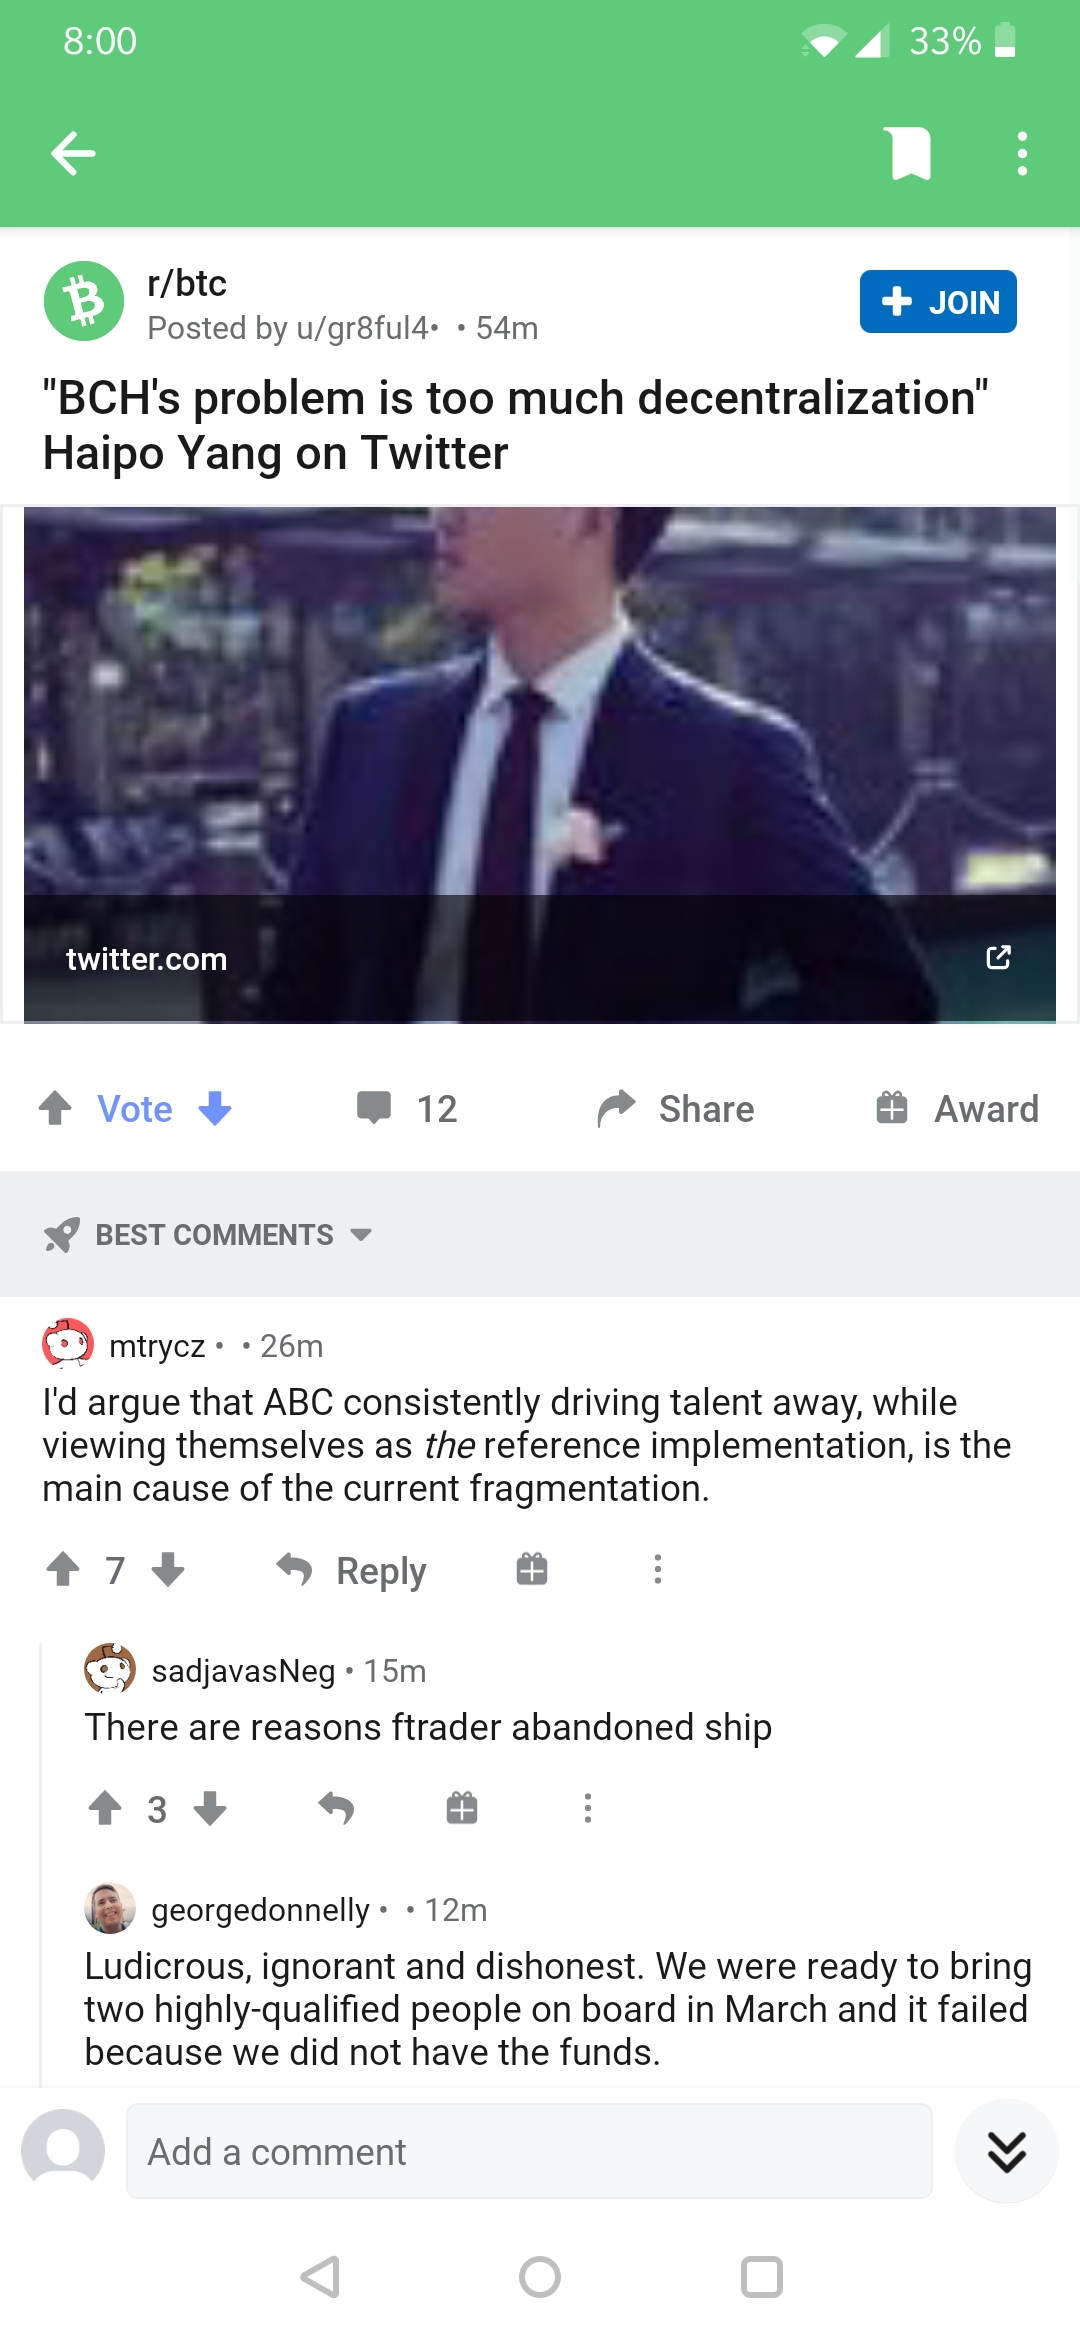 8:00 33%
r/btc
Posted by u/gr8ful4• • 54m
JOIN
"BCH's problem is too much decentralization"
Haipo Yang on Twitter
twitter.com
Vote 12 Share Award
BEST COMMENTS
mtrycz • • 26m
I'd argue that ABC consistently driving talent away, while
viewing themselves as the reference implementation, is the
main cause of the current fragmentation.
7 Reply
sadjavasNeg • 15m
There are reasons ftrader abandoned ship
3
georgedonnelly • • 12m
Ludicrous, ignorant and dishonest. We were ready to bring
two highly-qualified people on board in March and it failed
because we did not have the funds.
Add a comment